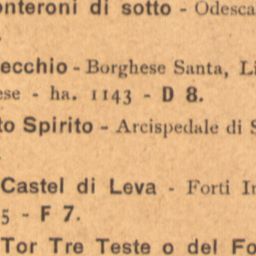 onteroni di sotto - Odesca
ecchio - Borghese Santa, Li
ese - ha. 1143 - D 8.
to Spirito - Arcispedale di S
Castel di Leva - Forti In
5 - F 7.
Tor Tre Teste o del Fo